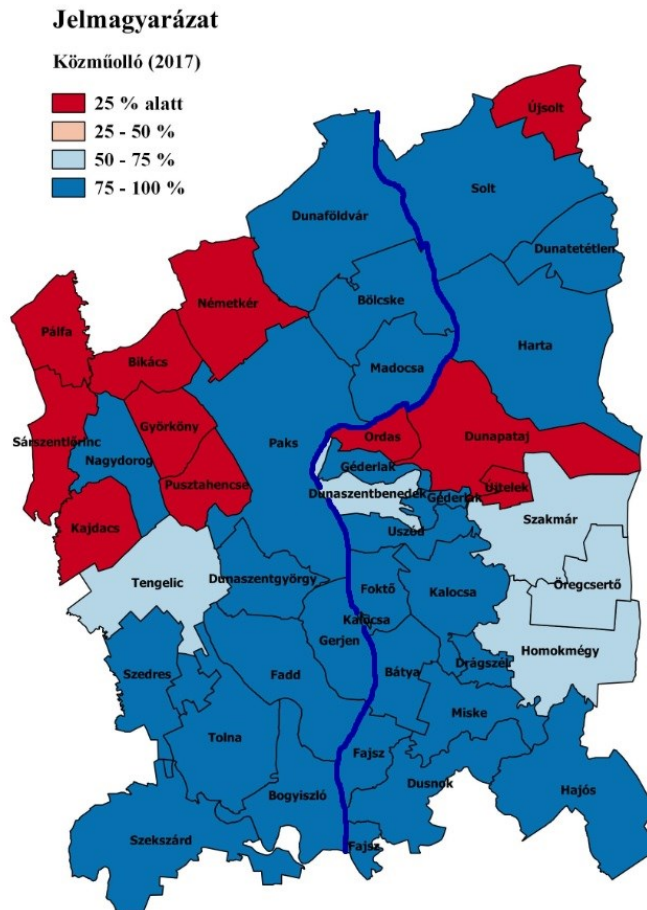 Jelmagyarázat
Közműolló (2017)
25 % alatt
25 - 50 %
50 - 75 %
75 - 100 %
Újsolt
Solt
Dunaföldvár
Dunatetétlen
Németkér
Bölcske
Pálfa
Harta
Bikács
Madocsa
Györköny
Ordas
Dunapataj
Sárszentlőrinc
Paks
Nagydorog
Géderlak
Pusztahencse
Újtelek
Dunaszentbenedek
Géderlak
Szakmár
Kajdacs
Uszód
Tengelic
Dunaszentgyörgy
Öregcsertő
Foktő
Kalocsa
Kalocsa
Gerjen
Homokmégy
Drágszél
Szedres
Fadd
Bátya
Miske
Tolna
Fajsz
Dusnok
Hajós
Bogyiszló
Szekszárd
Fajsz